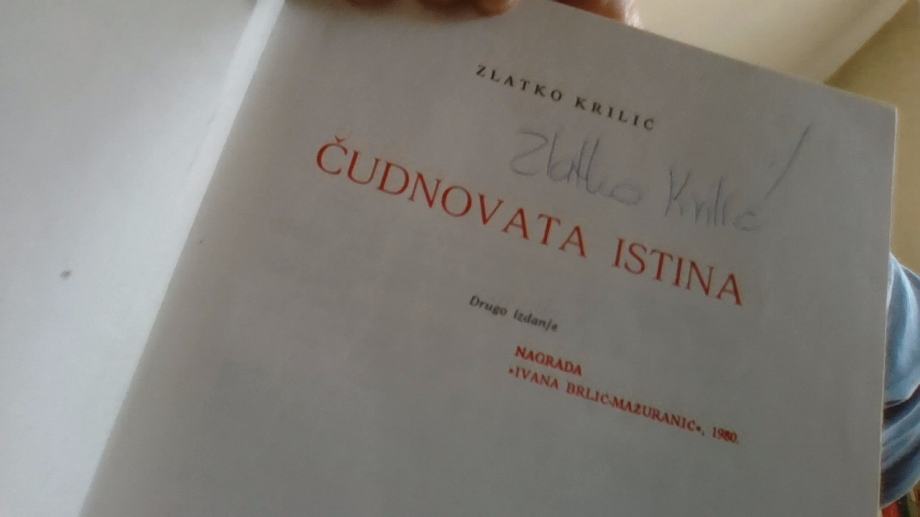 ZLATKO KRILIĆ
Zlatko Krilić
ČUDNOVATA ISTINA
Drugo izdanje
NAGRADA
»IVANA BRLIĆ-MAŽURANIĆ«, 1980.